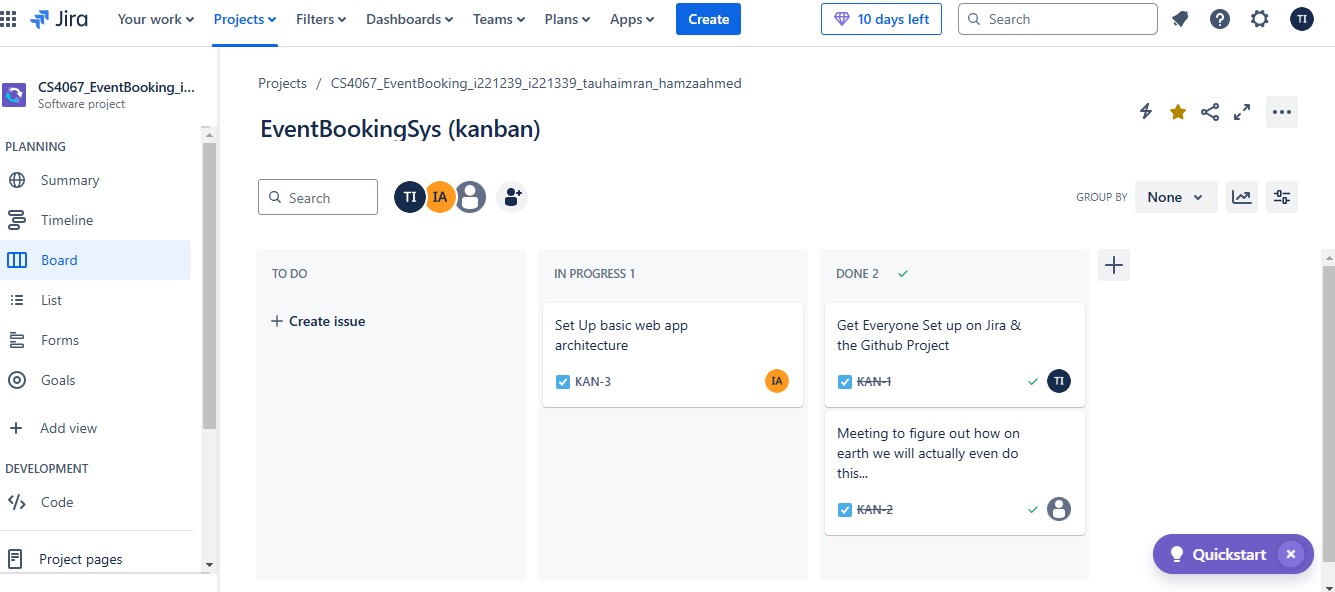 Jira Your work Projects Filters Dashboards Teams Plans Apps Create 10 days left Search TI
CS4067_EventBooking_i...
Software project
PLANNING
Summary
Timeline
Board
List
Forms
Goals
Add view
DEVELOPMENT
Code
Project pages
Projects / CS4067_EventBooking_i221239_i221339_tauhaimran_hamzaahmed
EventBookingSys (kanban)
Search TI IA GROUP BY None
TO DO
Create issue
IN PROGRESS 1
Set Up basic web app
architecture
KAN-3 IA
DONE 2
Get Everyone Set up on Jira &
the Github Project
KAN-1 TI
Meeting to figure out how on
earth we will actually even do
this...
KAN-2
Quickstart